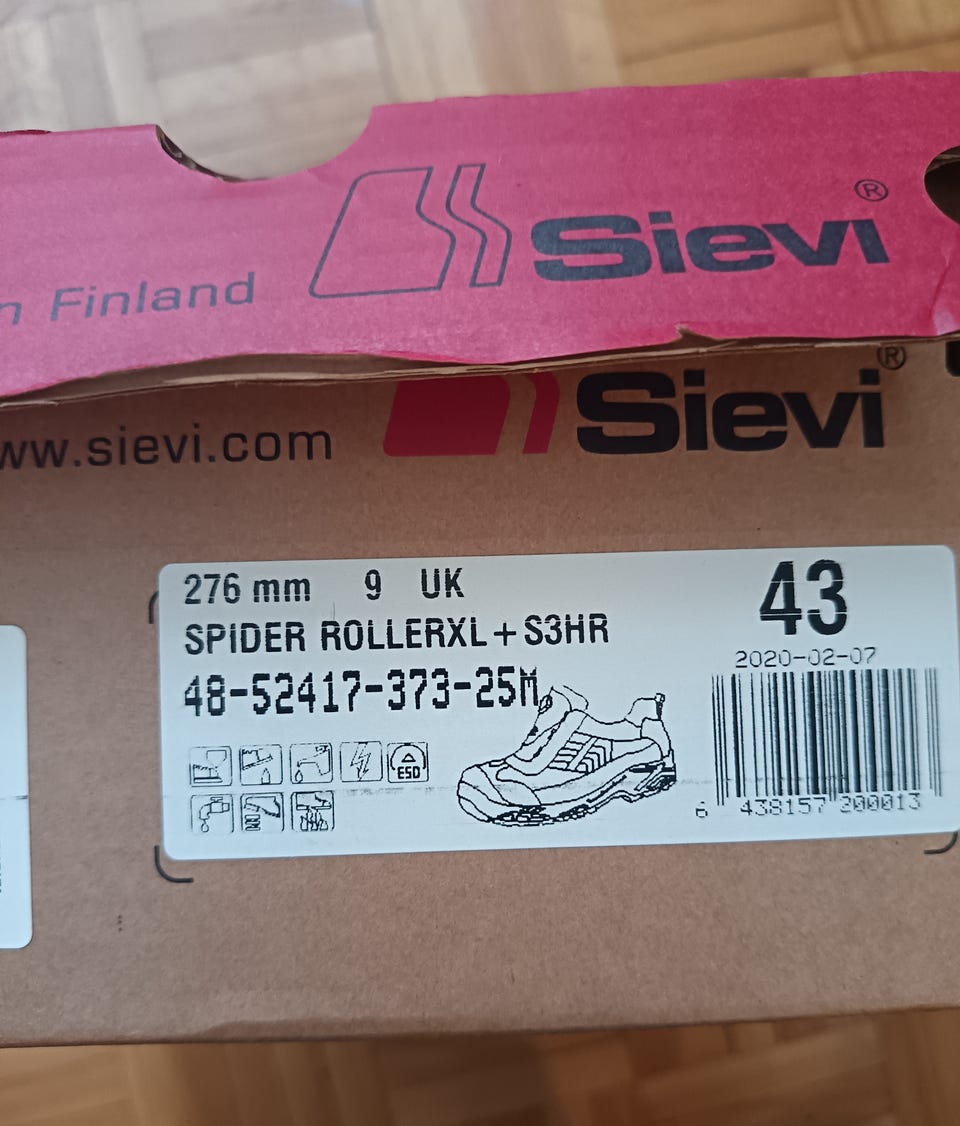 Sievi®
n Finland
Sievi®
ww.sievi.com
276 mm 9 UK
43
SPIDER ROLLERXL+S3HR
2020-02-07
48-52417-373-25M
ESD
6 438157 200013